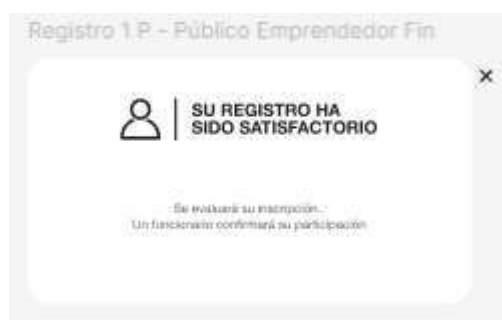 Registro 1 P - Público Emprendedor Fin
SU REGISTRO HA
SIDO SATISFACTORIO
Se evaluará su inscripción.
Un funcionario confirmará su participación